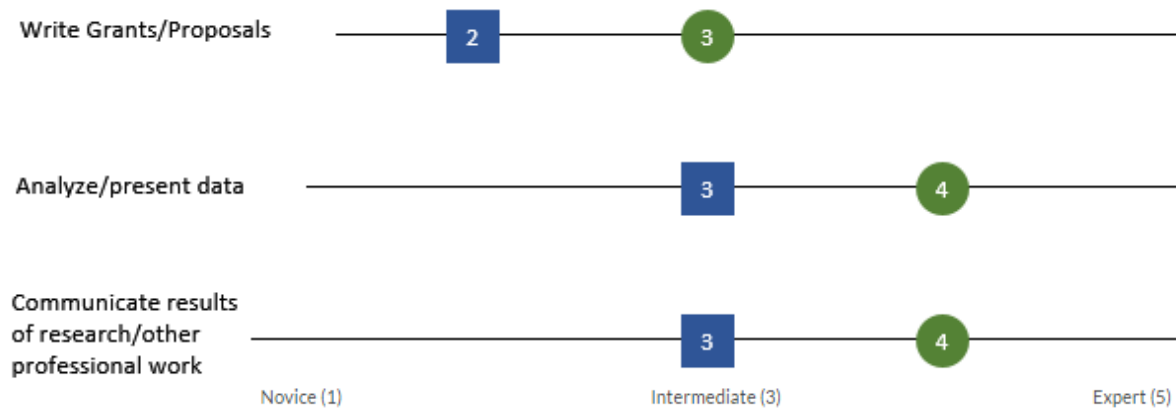 Write Grants/Proposals
2
3
Analyze/present data
3
4
Communicate results
of research/other
professional work
3
4
Novice (1)
Intermediate (3)
Expert (5)